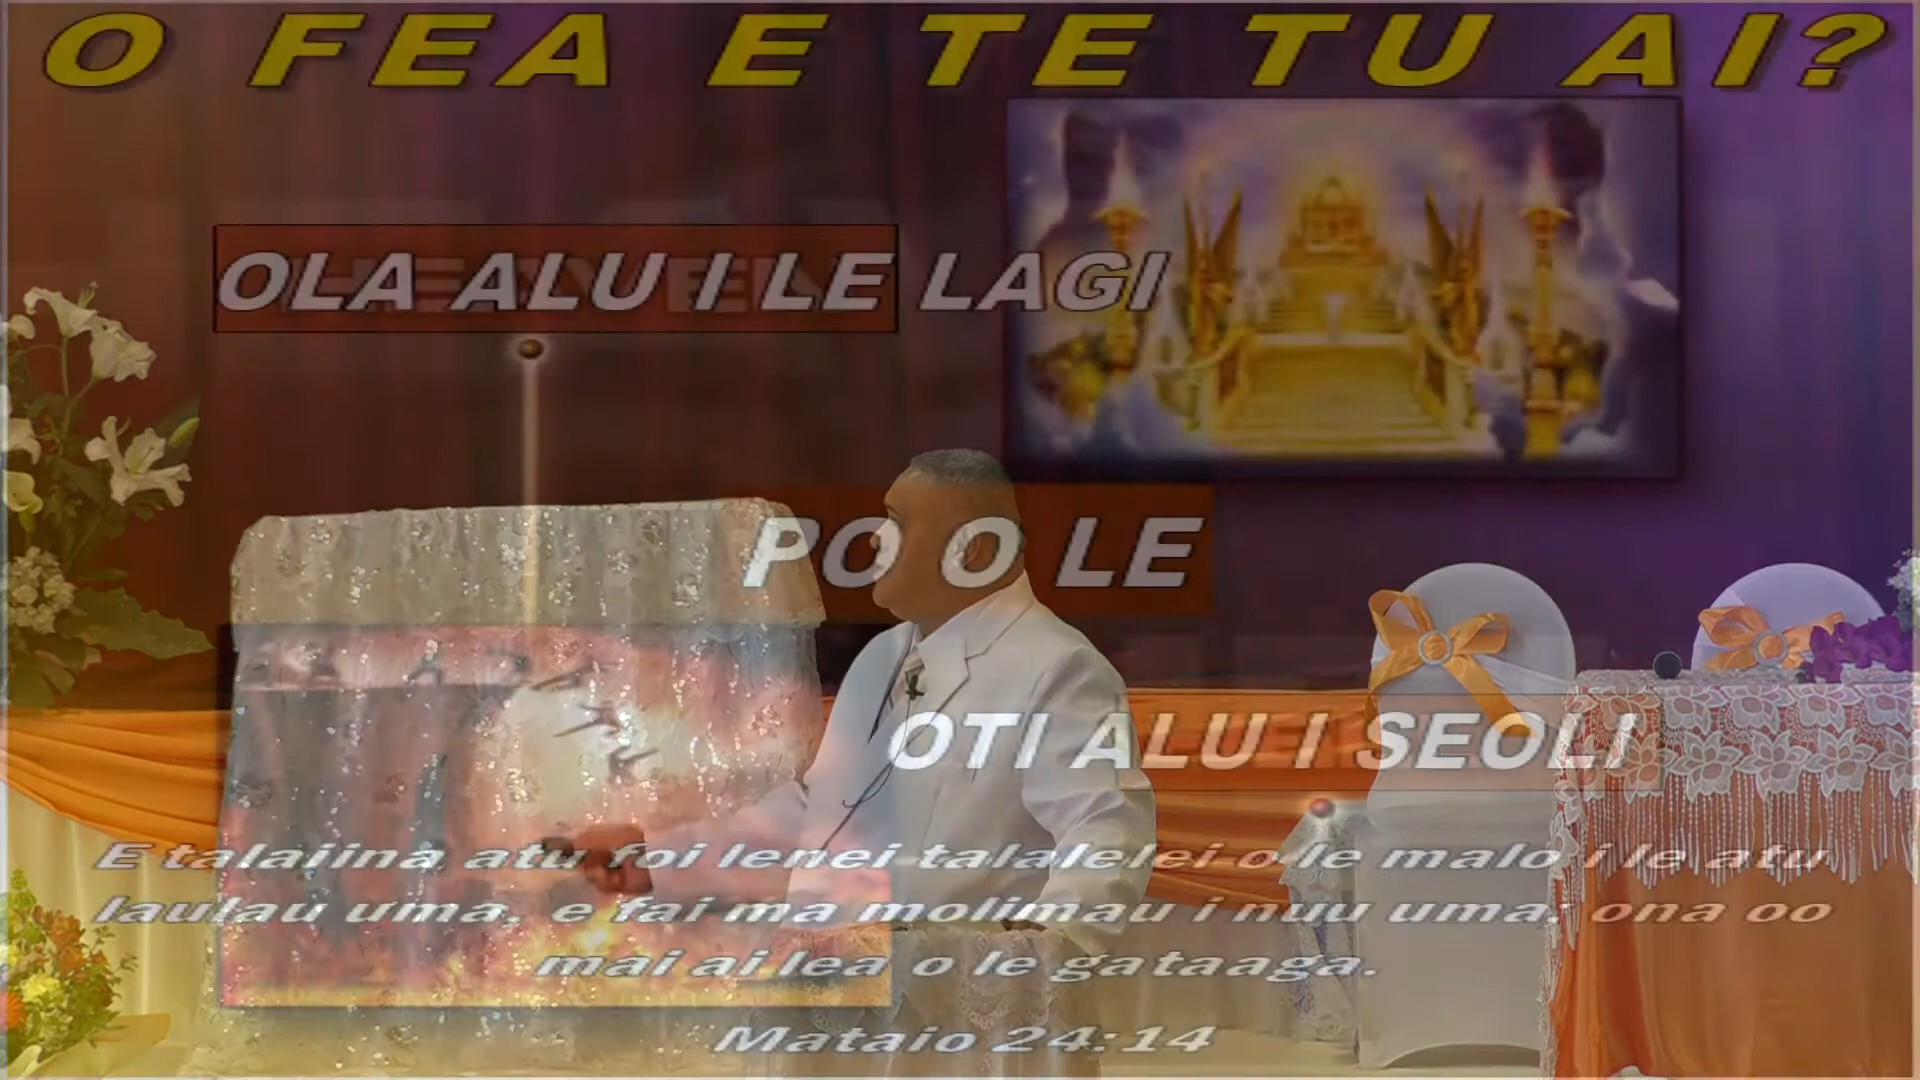 O FEA E TE TU AI?
OLA ALU I LE LAGI
PO O LE
OTI ALU I SEOLI
E talaiina atu foi lenei talalelei o le malo i le atu
laulau uma, e fai ma molimau i nuu uma; ona oo
mai ai lea o le gataaga.
Mataio 24:14